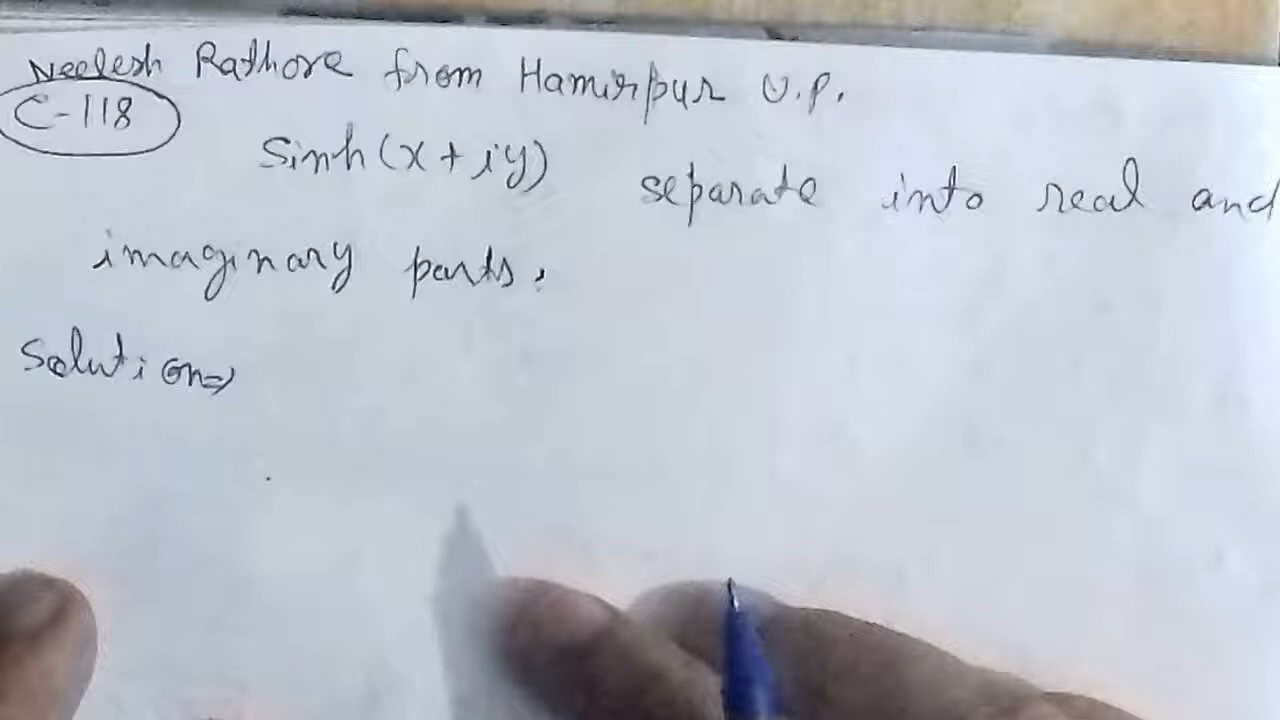 Neelesh Rathore from Hamirpur U.P.
C-118
Sinh(x+iy) separate into real and
imaginary parts.
Solution⇒